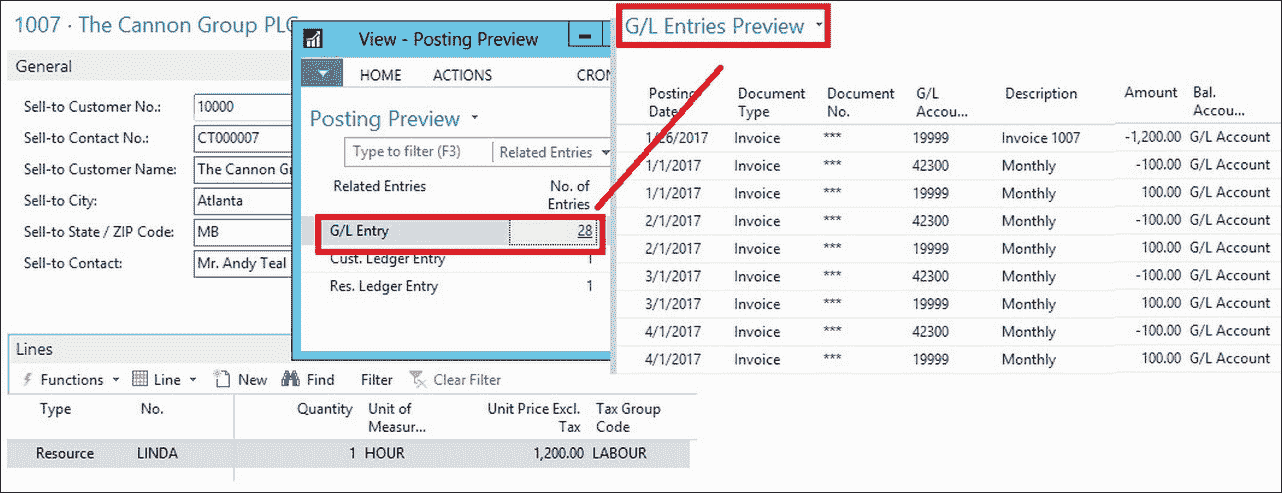 1007 · The Cannon Group PLC
General
Sell-to Customer No.: 10000
Sell-to Contact No.: CT000007
Sell-to Customer Name: The Cannon
Sell-to City: Atlanta
Sell-to State / ZIP Code: MB
Sell-to Contact: Mr. Andy Teal
View - Posting Preview
HOME ACTIONS CRON
Posting Preview
Type to filter (F3) Related Entries
Related Entries No. of
Entries
G/L Entry 28
Cust. Ledger Entry 1
Res. Ledger Entry 1
G/L Entries Preview
Posting Document Document G/L Description Amount Bal.
Date Type No. Accou... Accou...
1/26/2017 Invoice *** 19999 Invoice 1007 -1,200.00 G/L Account
1/1/2017 Invoice *** 42300 Monthly -100.00 G/L Account
1/1/2017 Invoice *** 19999 Monthly 100.00 G/L Account
2/1/2017 Invoice *** 42300 Monthly -100.00 G/L Account
2/1/2017 Invoice *** 19999 Monthly 100.00 G/L Account
3/1/2017 Invoice *** 42300 Monthly -100.00 G/L Account
3/1/2017 Invoice *** 19999 Monthly 100.00 G/L Account
4/1/2017 Invoice *** 42300 Monthly -100.00 G/L Account
4/1/2017 Invoice *** 19999 Monthly 100.00 G/L Account
Lines
Functions Line New Find Filter Clear Filter
Type No. Quantity Unit of Unit Price Excl. Tax Group
Measur... Tax Code
Resource LINDA 1 HOUR 1,200.00 LABOUR